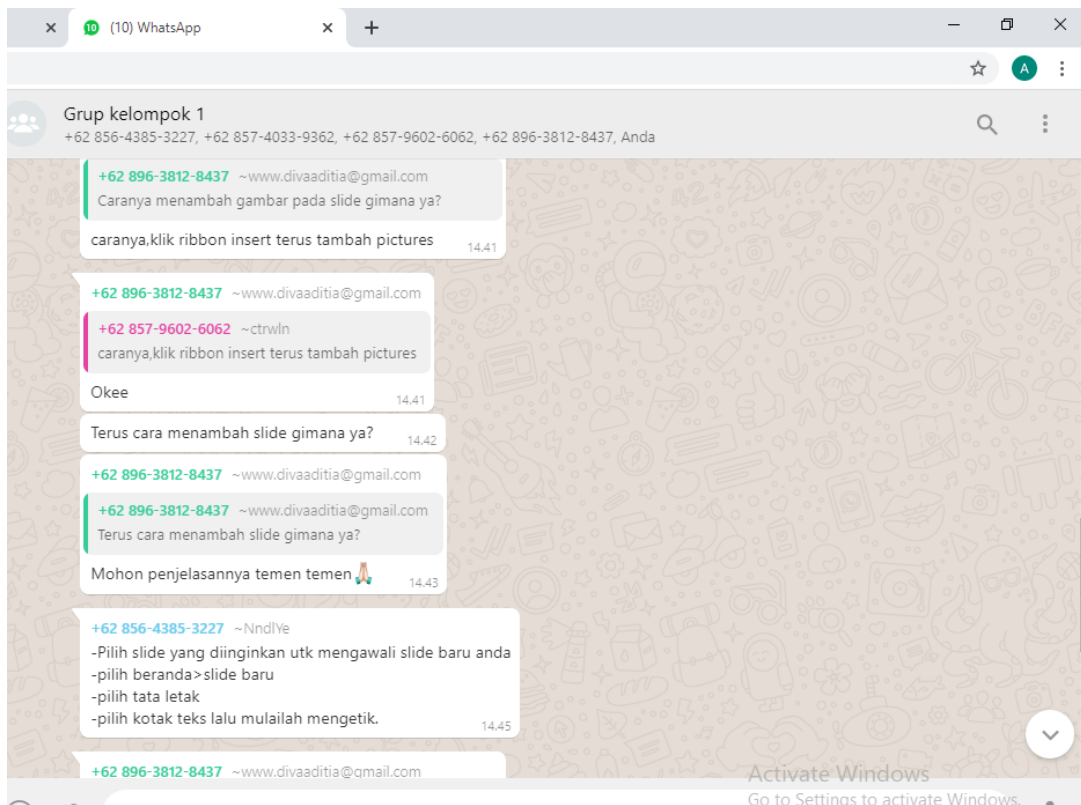 10 (10) WhatsApp
A
Grup kelompok 1
+62 856-4385-3227, +62 857-4033-9362, +62 857-9602-6062, +62 896-3812-8437, Anda
+62 896-3812-8437 ~www.divaaditia@gmail.com
Caranya menambah gambar pada slide gimana ya?
caranya,klik ribbon insert terus tambah pictures 14.41
+62 896-3812-8437 ~www.divaaditia@gmail.com
+62 857-9602-6062 ~ctrwln
caranya,klik ribbon insert terus tambah pictures
Okee 14.41
Terus cara menambah slide gimana ya? 14.42
+62 896-3812-8437 ~www.divaaditia@gmail.com
+62 896-3812-8437 ~www.divaaditia@gmail.com
Terus cara menambah slide gimana ya?
Mohon penjelasannya temen temen🙏🏻 14.43
+62 856-4385-3227 ~NndlYe
-Pilih slide yang diinginkan utk mengawali slide baru anda
-pilih beranda>slide baru
-pilih tata letak
-pilih kotak teks lalu mulailah mengetik. 14.45
+62 896-3812-8437 ~www.divaaditia@gmail.com
Activate Windows
Go to Settings to activate Windows.